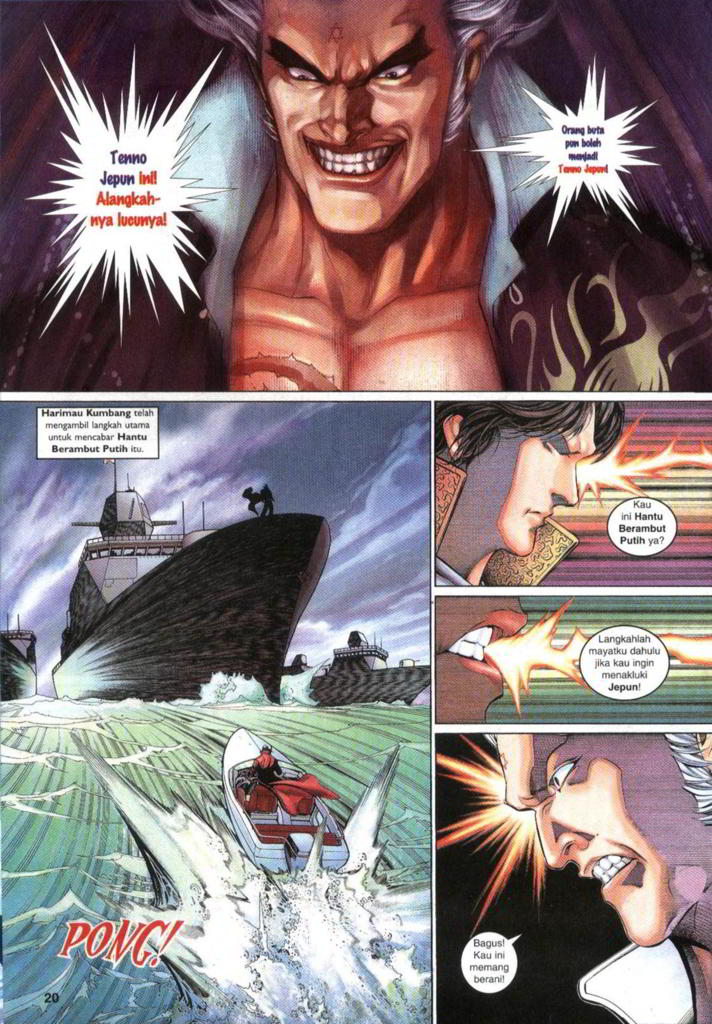 Tenno
Jepun ini!
Alangkah-
nya lucunya!
Orang buta
pun boleh
menjadi
Tenno Jepun!
Harimau Kumbang telah
mengambil langkah utama
untuk mencabar Hantu
Berambut Putih itu.
Kau
ini Hantu
Berambut
Putih ya?
Langkahlah
mayatku dahulu
jika kau ingin
menakluki
Jepun!
PONG!
Bagus!
Kau ini
memang
berani!
20